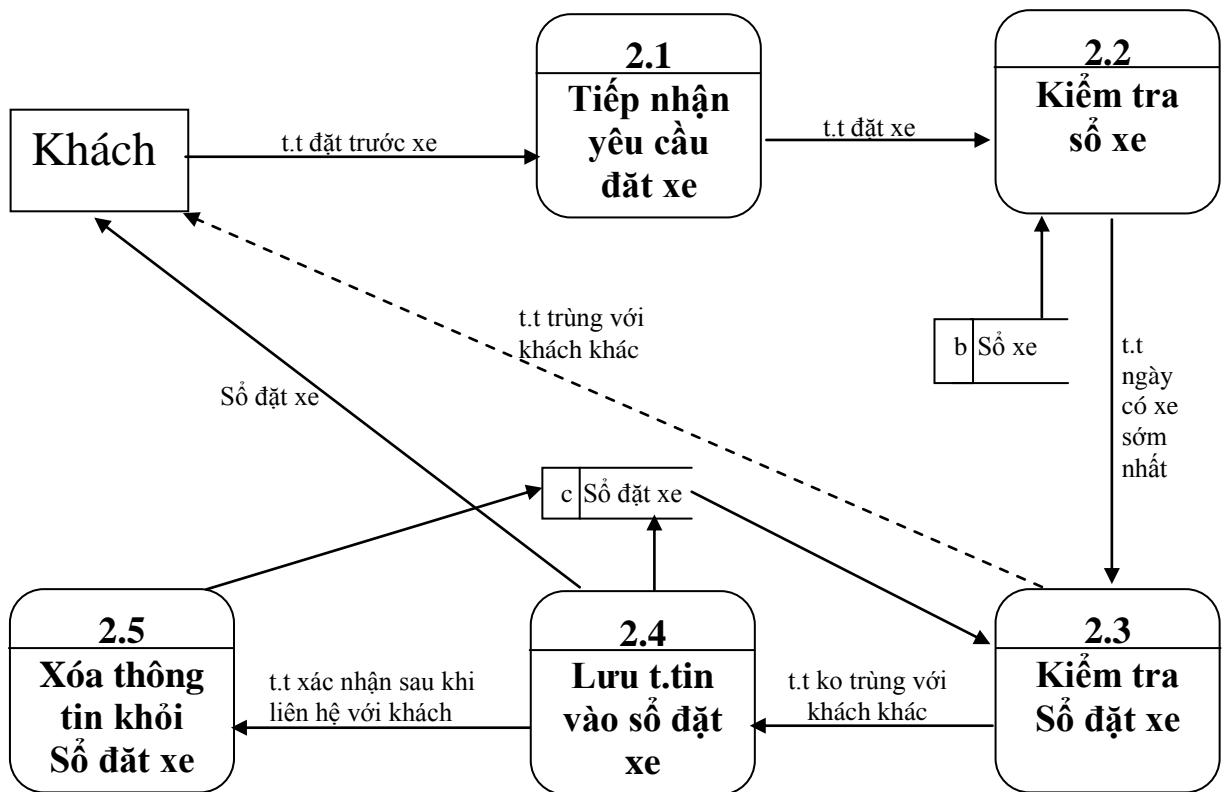 2.1
Tiếp nhận
yêu cầu
đăt xe
2.2
Kiểm tra
sổ xe
Khách
t.t đặt trước xe
t.t đặt xe
t.t trùng với
khách khác
b Sổ xe
t.t
ngày
có xe
sớm
nhất
Sổ đặt xe
c Sổ đặt xe
2.5
Xóa thông
tin khỏi
Sổ đăt xe
t.t xác nhận sau khi
liên hệ với khách
2.4
Lưu t.tin
vào sổ đặt
xe
t.t ko trùng với
khách khác
2.3
Kiểm tra
Sổ đặt xe